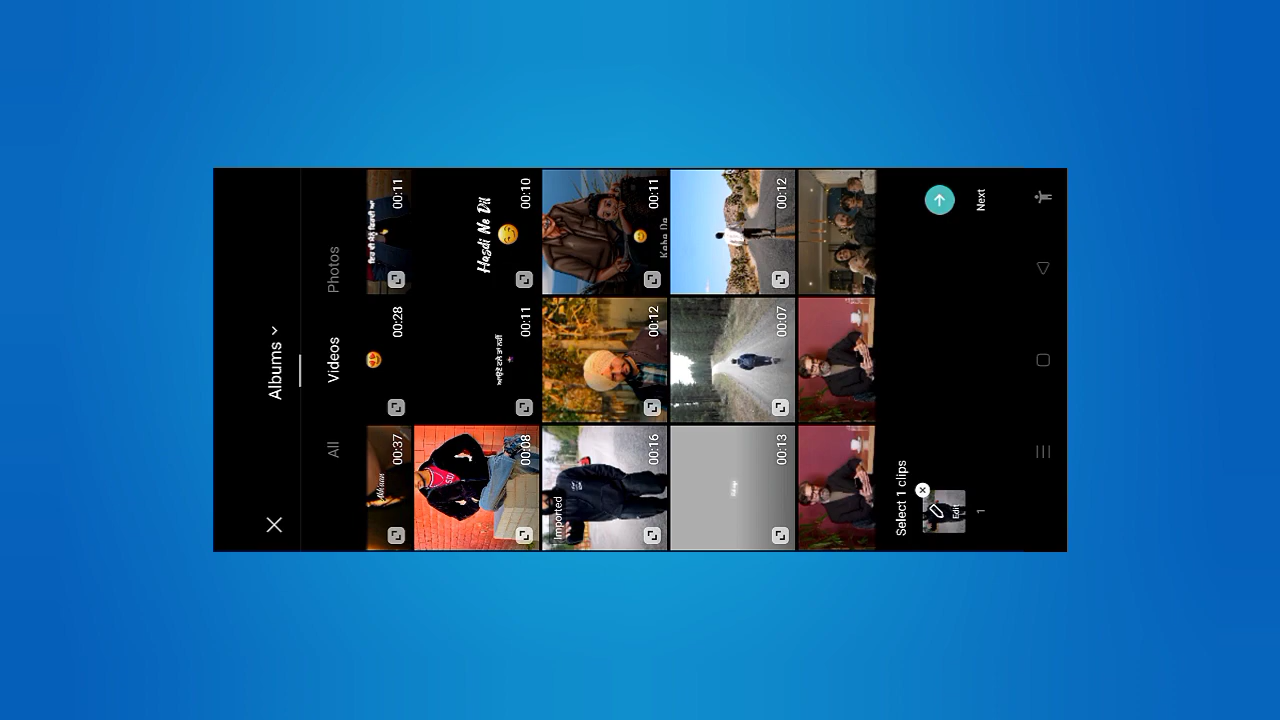 Albums
All Videos Photos
00:37 00:28 00:11
00:08 00:11 00:10
Hasdi Ne Dil
Imported
00:16 00:12 00:11
00:13 00:07 00:12
Select 1 clips
Edit
1
Next